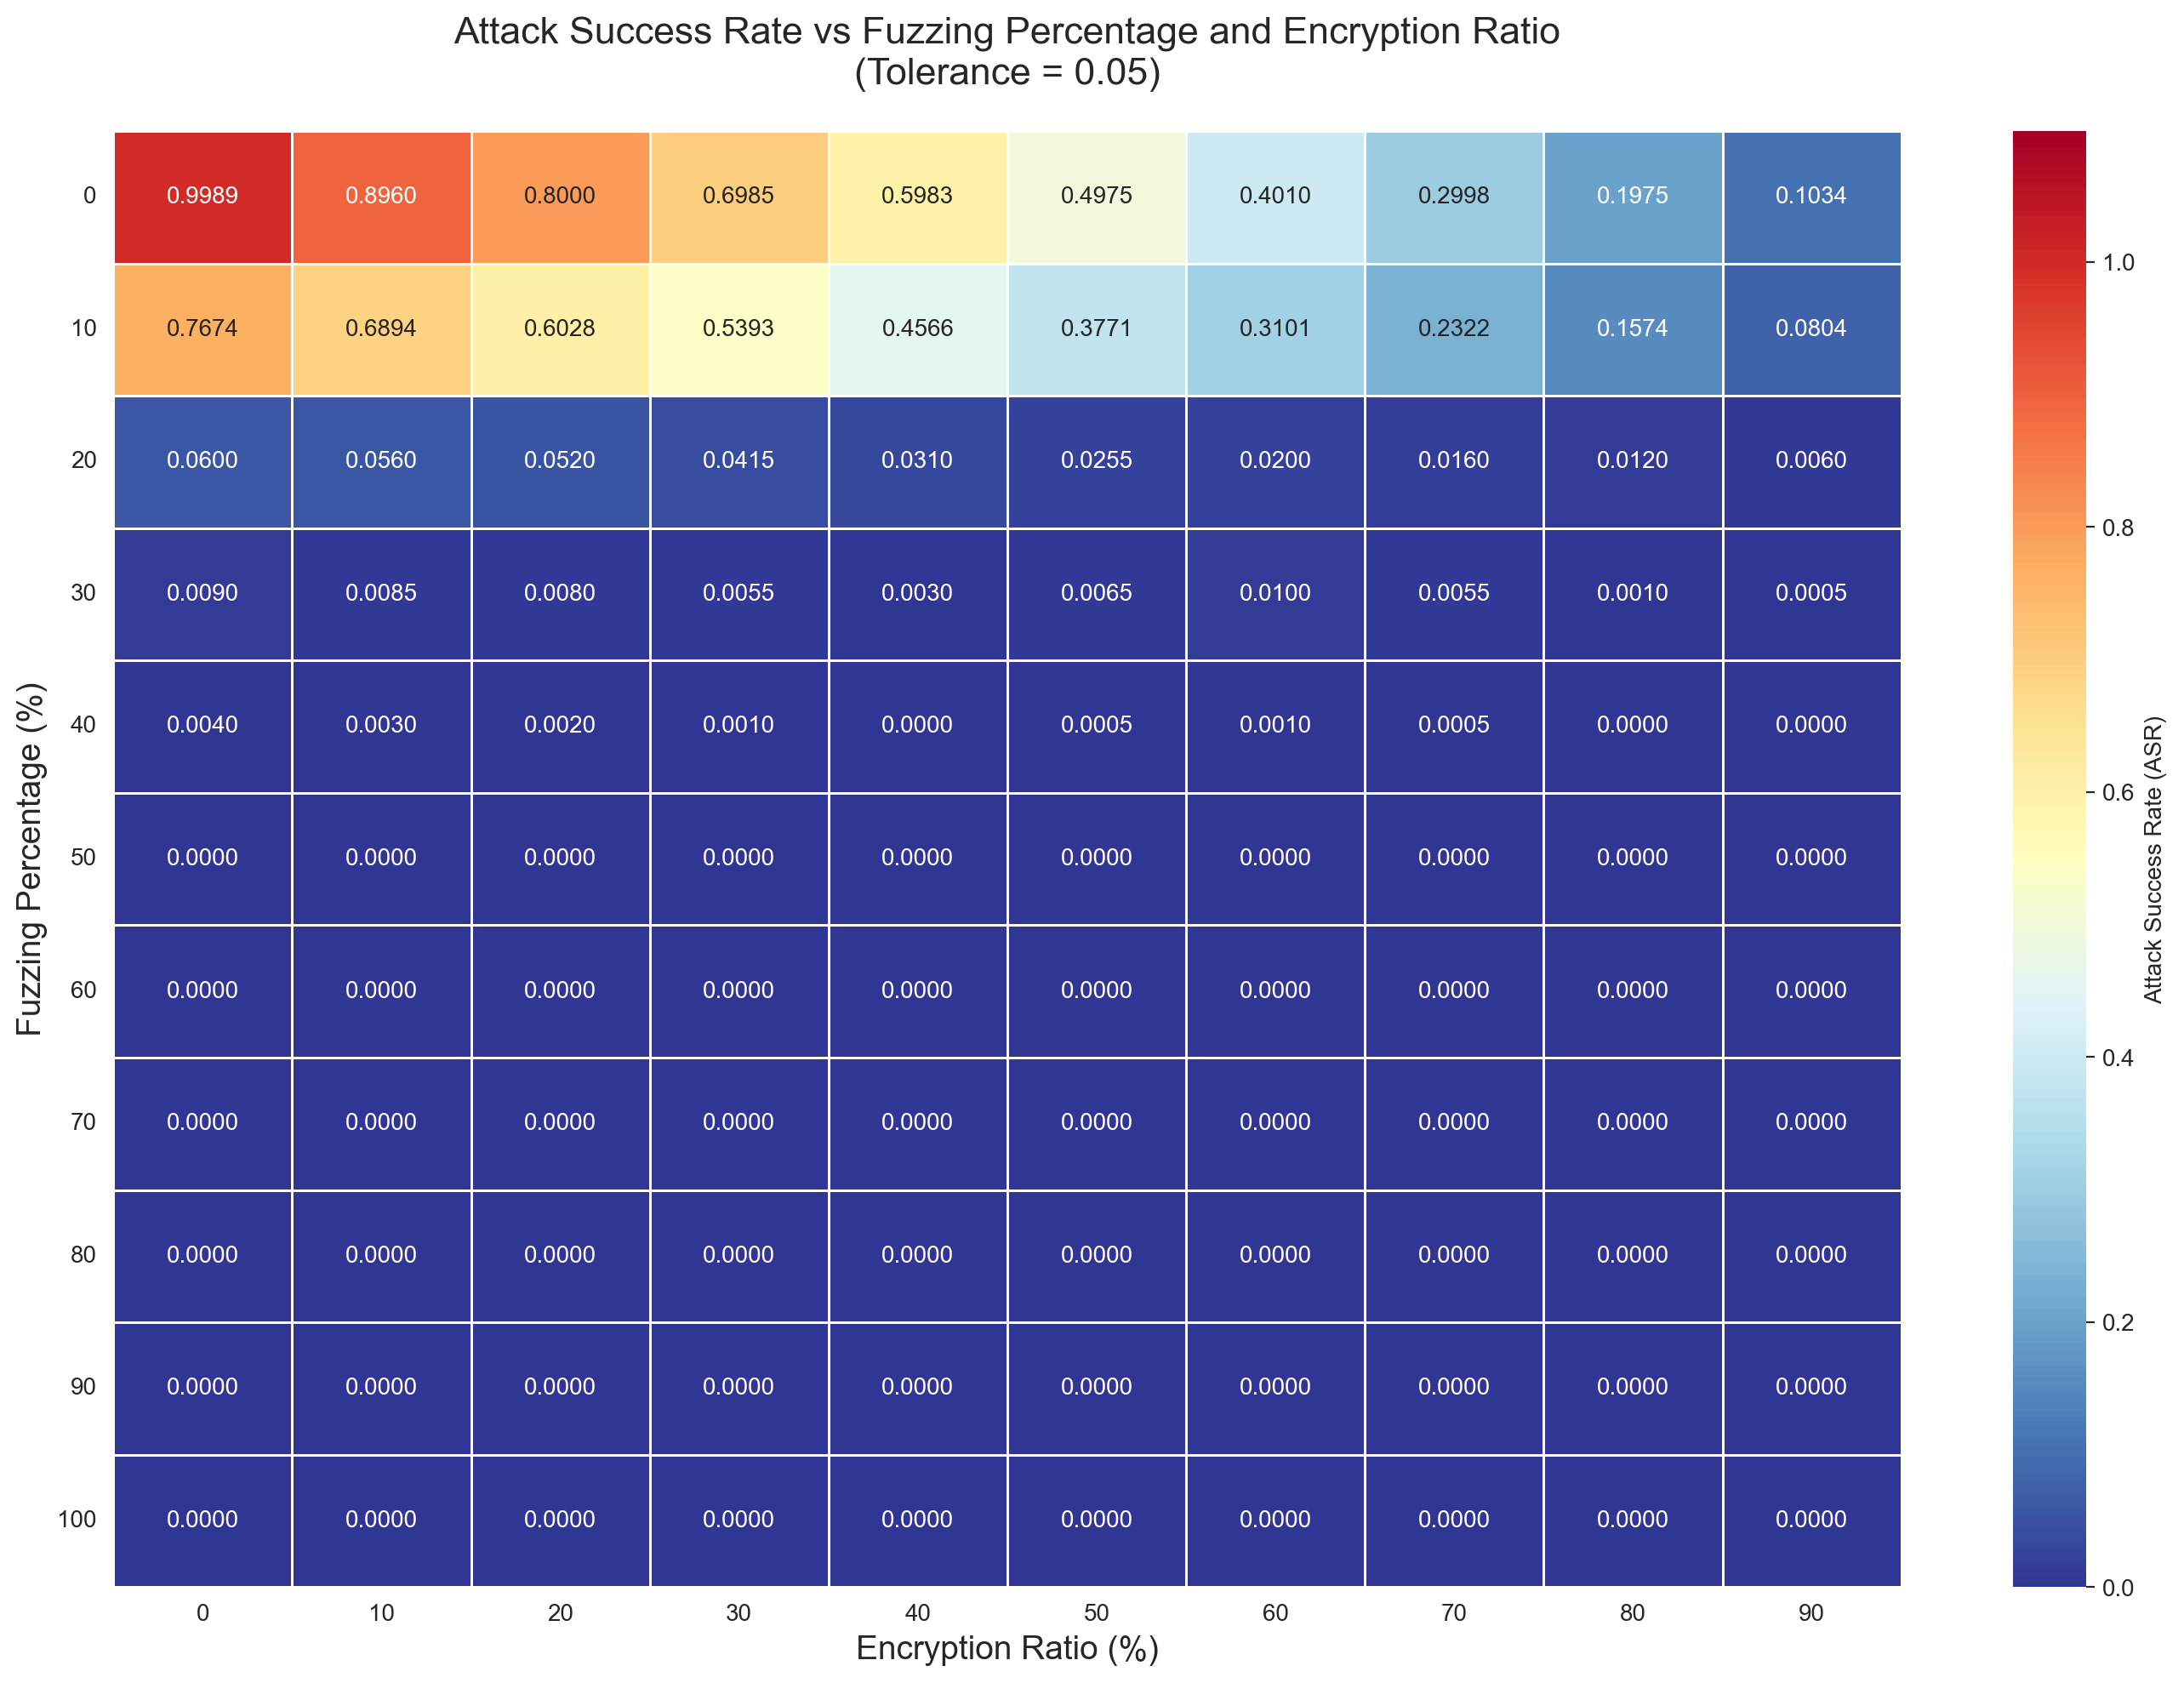 Attack Success Rate vs Fuzzing Percentage and Encryption Ratio
(Tolerance = 0.05)
0 0.9989 0.8960 0.8000 0.6985 0.5983 0.4975 0.4010 0.2998 0.1975 0.1034
10 0.7674 0.6894 0.6028 0.5393 0.4566 0.3771 0.3101 0.2322 0.1574 0.0804
20 0.0600 0.0560 0.0520 0.0415 0.0310 0.0255 0.0200 0.0160 0.0120 0.0060
30 0.0090 0.0085 0.0080 0.0055 0.0030 0.0065 0.0100 0.0055 0.0010 0.0005
40 0.0040 0.0030 0.0020 0.0010 0.0000 0.0005 0.0010 0.0005 0.0000 0.0000
50 0.0000 0.0000 0.0000 0.0000 0.0000 0.0000 0.0000 0.0000 0.0000 0.0000
60 0.0000 0.0000 0.0000 0.0000 0.0000 0.0000 0.0000 0.0000 0.0000 0.0000
70 0.0000 0.0000 0.0000 0.0000 0.0000 0.0000 0.0000 0.0000 0.0000 0.0000
80 0.0000 0.0000 0.0000 0.0000 0.0000 0.0000 0.0000 0.0000 0.0000 0.0000
90 0.0000 0.0000 0.0000 0.0000 0.0000 0.0000 0.0000 0.0000 0.0000 0.0000
100 0.0000 0.0000 0.0000 0.0000 0.0000 0.0000 0.0000 0.0000 0.0000 0.0000
0 10 20 30 40 50 60 70 80 90
Encryption Ratio (%)
Fuzzing Percentage (%)
1.0
0.8
0.6
0.4
0.2
0.0
Attack Success Rate (ASR)